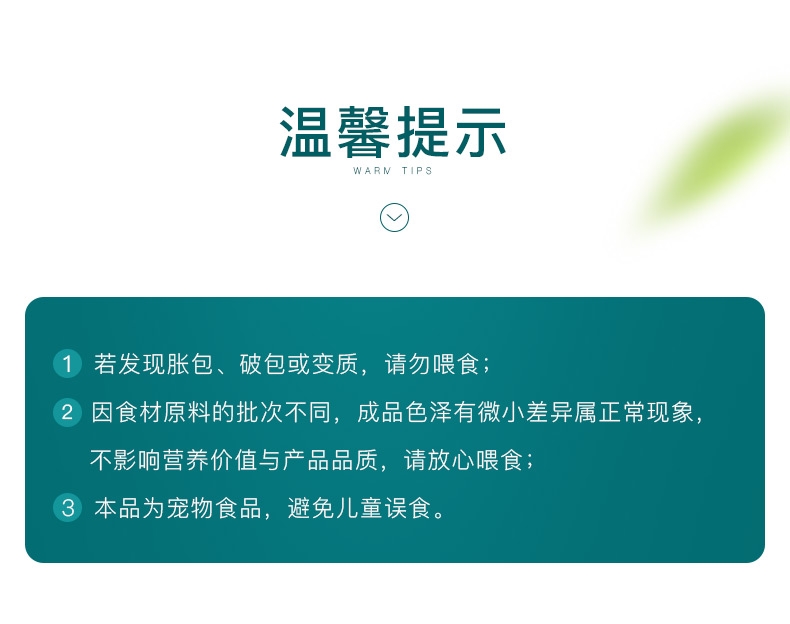 温馨提示
WARM TIPS
1 若发现胀包、破包或变质，请勿喂食；
2 因食材原料的批次不同，成品色泽有微小差异属正常现象，
不影响营养价值与产品品质，请放心喂食；
3 本品为宠物食品，避免儿童误食。